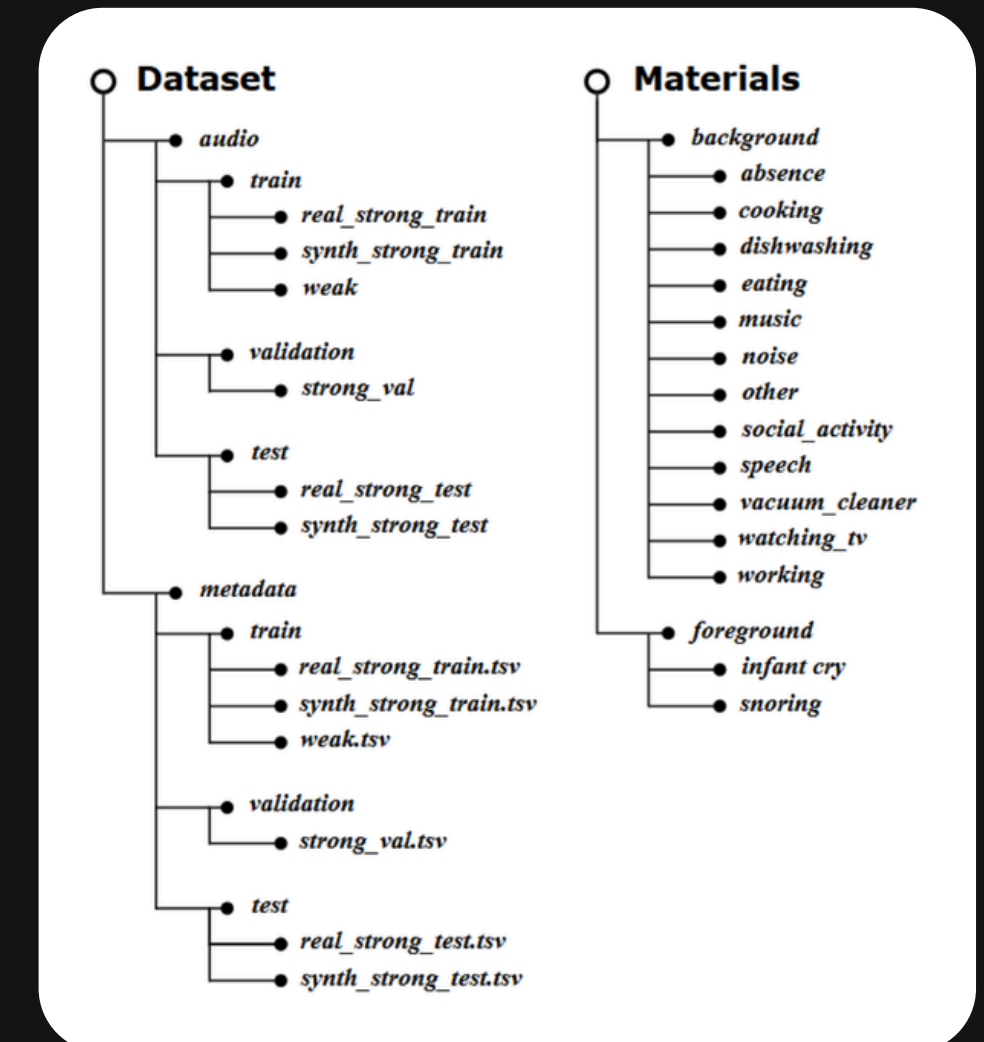 Dataset
audio
train
real_strong_train
synth_strong_train
weak
validation
strong_val
test
real_strong_test
synth_strong_test
metadata
train
real_strong_train.tsv
synth_strong_train.tsv
weak.tsv
validation
strong_val.tsv
test
real_strong_test.tsv
synth_strong_test.tsv
Materials
background
absence
cooking
dishwashing
eating
music
noise
other
social_activity
speech
vacuum_cleaner
watching_tv
working
foreground
infant cry
snoring